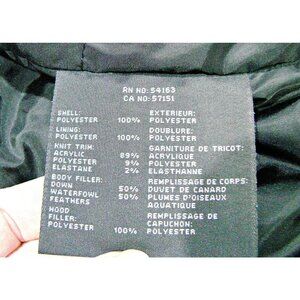 RN NO: 54163
CA NO: 57151
SHELL:
POLYESTER 100%
LINING:
POLYESTER 100%
KNIT TRIM:
ACRYLIC 89%
POLYESTER 9%
ELASTANE 2%
BODY FILLER:
DOWN 50%
WATERFOWL 50%
FEATHERS
HOOD
FILLER:
POLYESTER 100%
EXTERIEUR:
POLYESTER
DOUBLURE:
POLYESTER
GARNITURE DE TRICOT:
ACRYLIQUE
POLYESTER
ELASTHANNE
REMPLISSAGE DE CORPS:
DUVET DE CANARD
PLUMES D'OISEAUX
AQUATIQUE
REMPLISSAGE DE
CAPUCHON:
POLYESTER